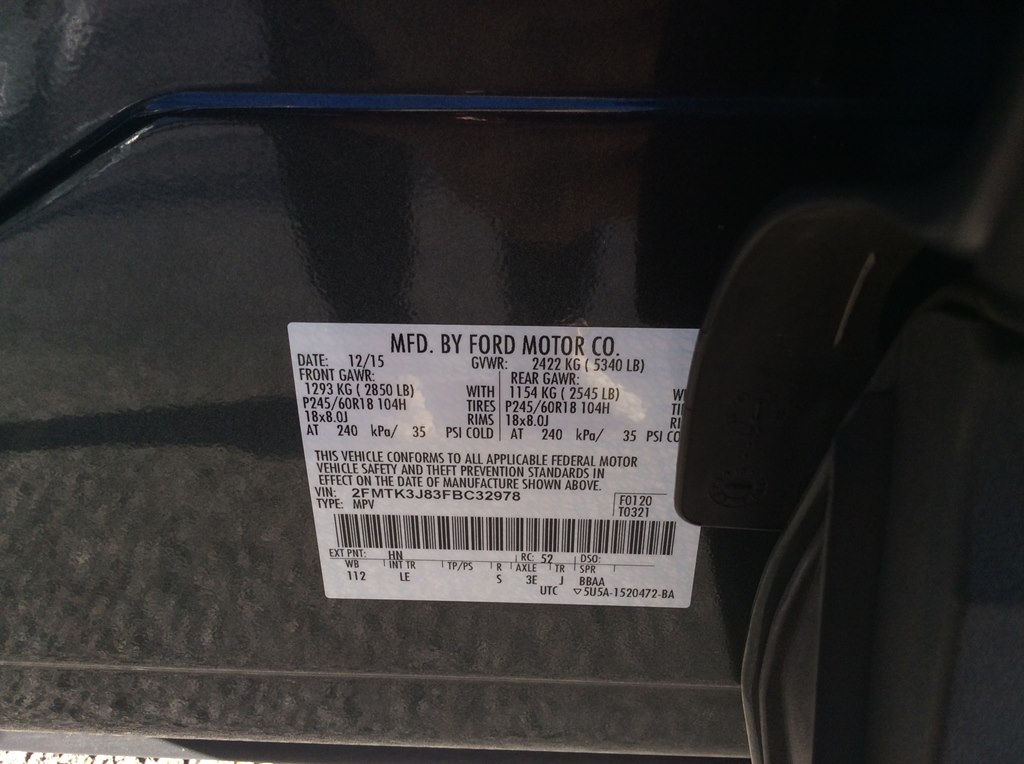 MFD. BY FORD MOTOR CO.
DATE: 12/15 GVWR: 2422 KG ( 5340 LB)
FRONT GAWR: REAR GAWR:
1293 KG ( 2850 LB) WITH 1154 KG ( 2545 LB)
P245/60R18 104H TIRES P245/60R18 104H
18x8.0J RIMS 18x8.0J
AT 240 kPa/ 35 PSI COLD AT 240 kPa/ 35 PSI CO
THIS VEHICLE CONFORMS TO ALL APPLICABLE FEDERAL MOTOR
VEHICLE SAFETY AND THEFT PREVENTION STANDARDS IN
EFFECT ON THE DATE OF MANUFACTURE SHOWN ABOVE.
VIN: 2FMTK3J83FBC32978 F0120
TYPE: MPV T0321
EXT PNT: HN RC: 52 DSO:
WB INT TR TP/PS R AXLE TR SPR
112 LE S 3E J BBAA
UTC ▽5U5A-1520472-BA